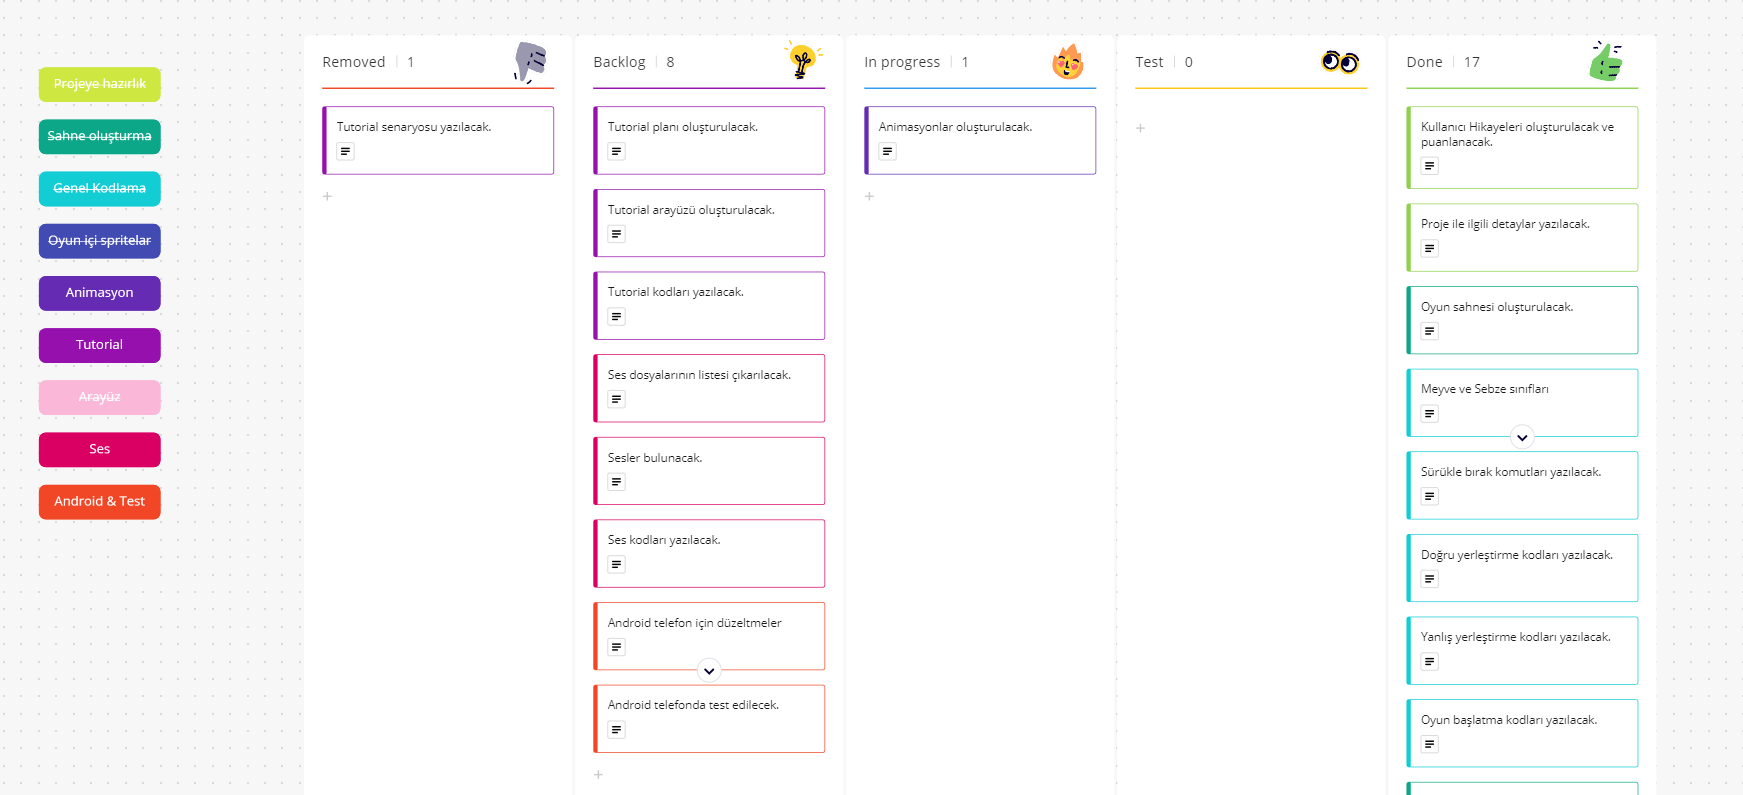 Projeye hazırlık
Sahne oluşturma
Genel Kodlama
Oyun içi spritelar
Animasyon
Tutorial
Arayüz
Ses
Android & Test
Removed 1
Tutorial senaryosu yazılacak.
Backlog 8
Tutorial planı oluşturulacak.
Tutorial arayüzü oluşturulacak.
Tutorial kodları yazılacak.
Ses dosyalarının listesi çıkarılacak.
Sesler bulunacak.
Ses kodları yazılacak.
Android telefon için düzeltmeler
Android telefonda test edilecek.
In progress 1
Animasyonlar oluşturulacak.
Test 0
Done 17
Kullanıcı Hikayeleri oluşturulacak ve
puanlanacak.
Proje ile ilgili detaylar yazılacak.
Oyun sahnesi oluşturulacak.
Meyve ve Sebze sınıfları
Sürükle bırak komutları yazılacak.
Doğru yerleştirme kodları yazılacak.
Yanlış yerleştirme kodları yazılacak.
Oyun başlatma kodları yazılacak.